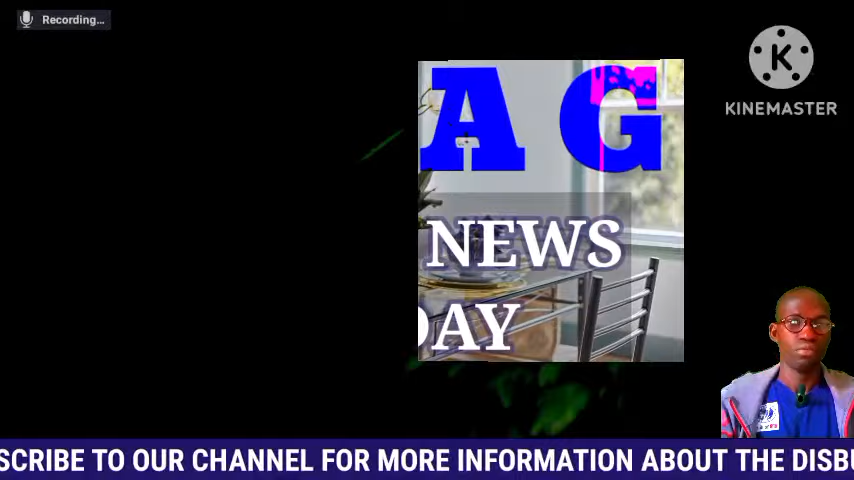 Recording...
A G
NEWS
DAY
KINEMASTER
SCRIBE TO OUR CHANNEL FOR MORE INFORMATION ABOUT THE DISBU